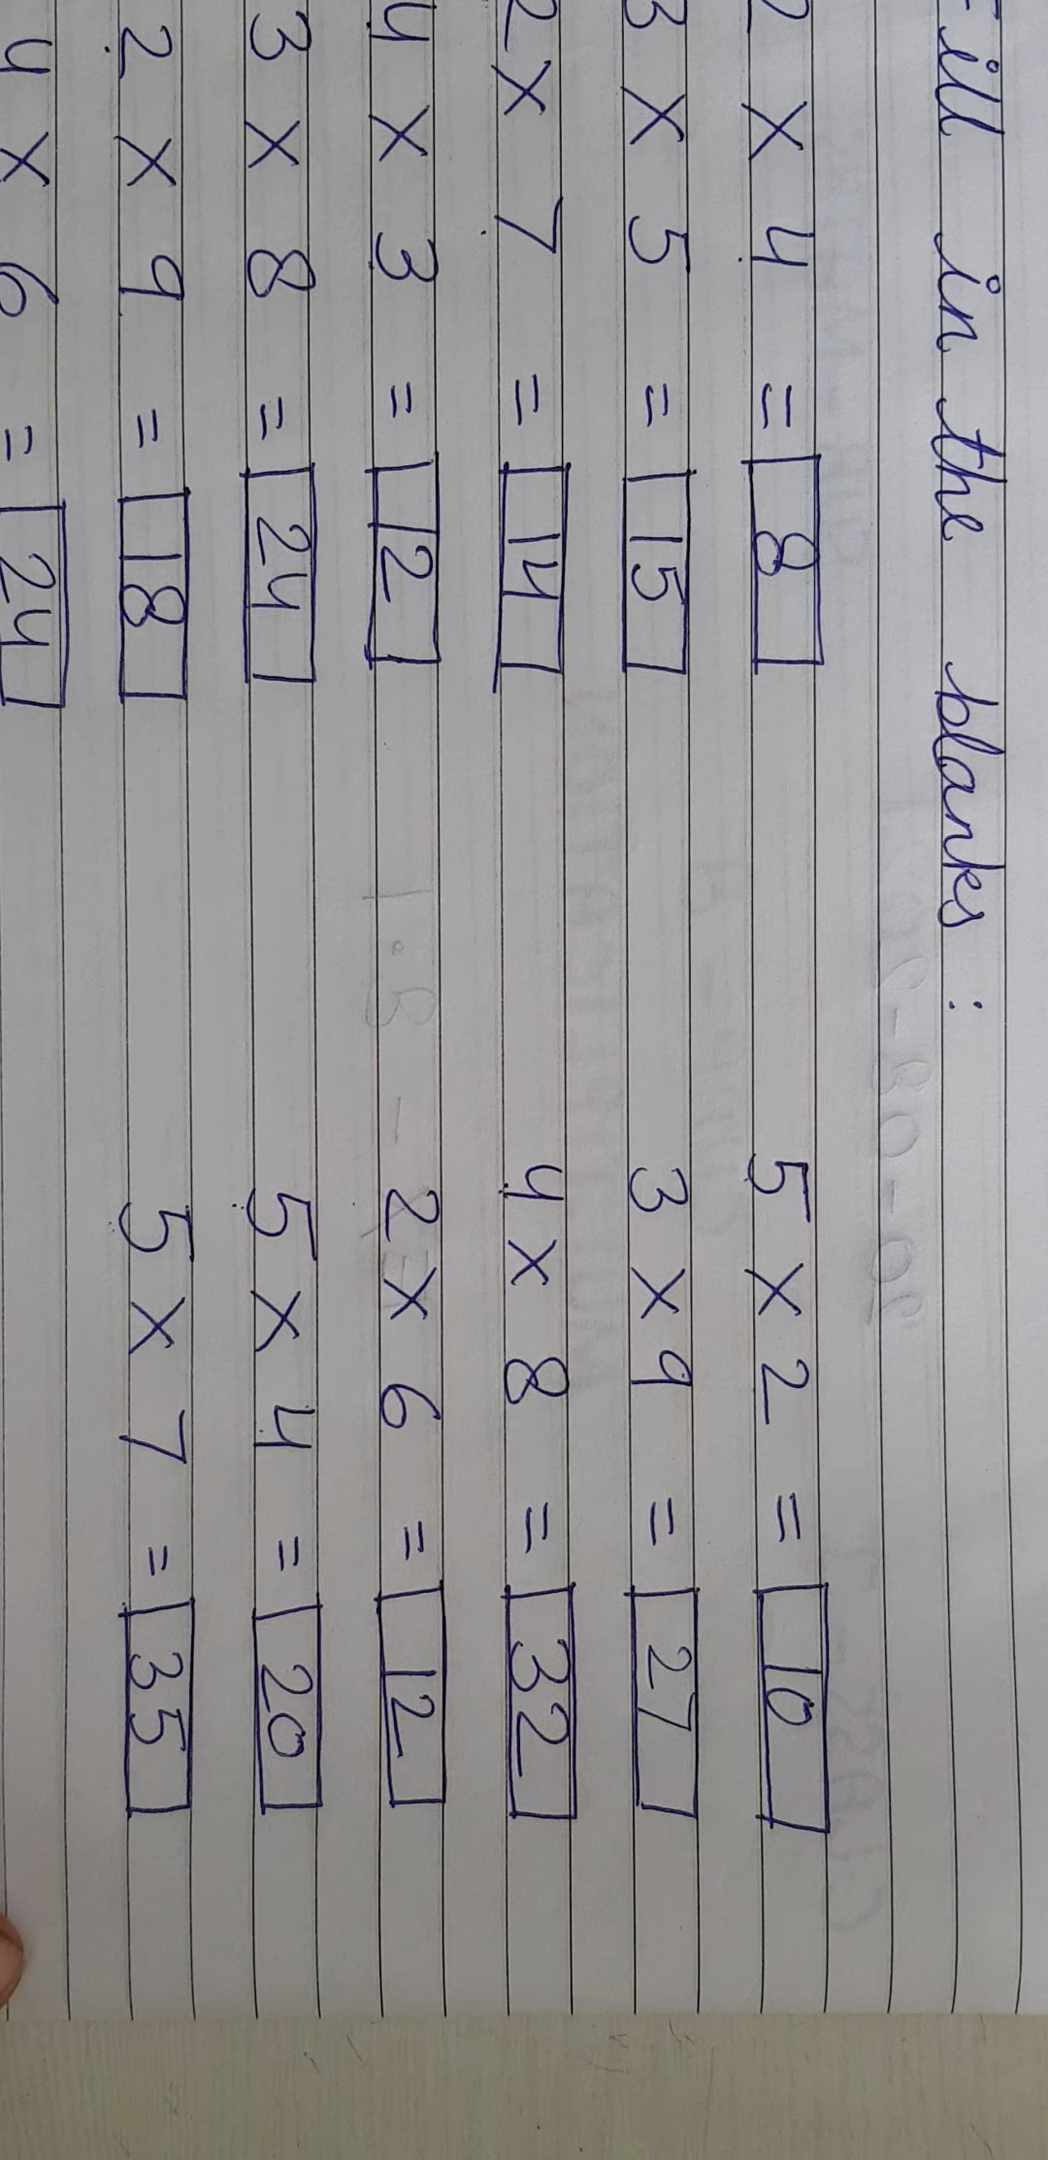 Fill in the blanks :
2 x 4 = 8 5 x 2 = 10
3 x 5 = 15 3 x 9 = 27
2 x 7 = 14 4 x 8 = 32
4 x 3 = 12 2 x 6 = 12
3 x 8 = 24 5 x 4 = 20
2 x 9 = 18 5 x 7 = 35
4 x 6 = 24